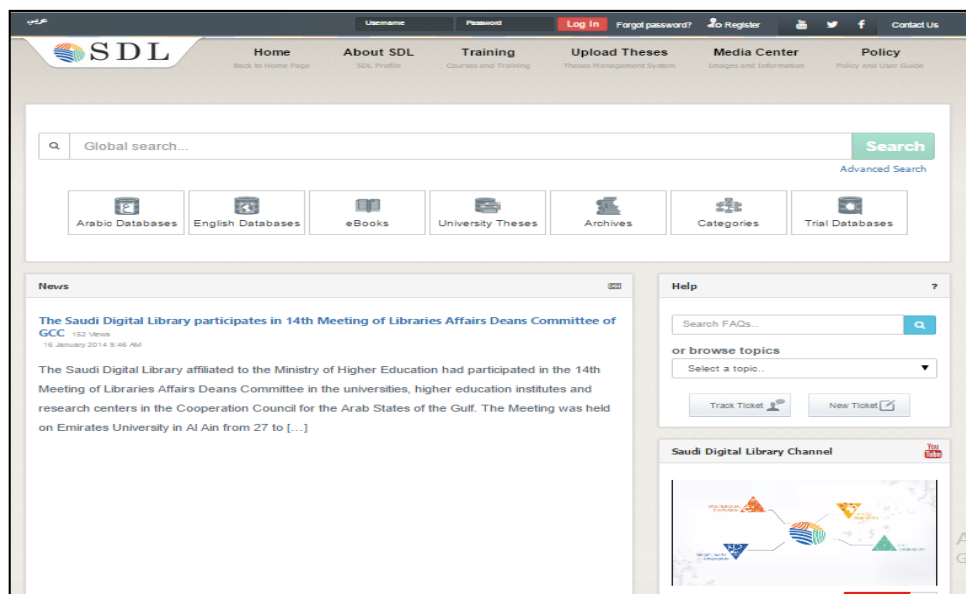 عربي
Username Password Log In Forgot password? Register Contact Us
SDL
Home About SDL Training Upload Theses Media Center Policy
Back to Home Page SDL Profile Courses and Training Theses Management System Images and Information Policy and User Guide
Global search...
Search
Advanced Search
Arabic Databases English Databases eBooks University Theses Archives Categories Trial Databases
News
The Saudi Digital Library participates in 14th Meeting of Libraries Affairs Deans Committee of
GCC 152 Views
16 January 2014 9:46 AM
The Saudi Digital Library affiliated to the Ministry of Higher Education had participated in the 14th
Meeting of Libraries Affairs Deans Committee in the universities, higher education institutes and
research centers in the Cooperation Council for the Arab States of the Gulf. The Meeting was held
on Emirates University in Al Ain from 27 to [...]
Help ?
Search FAQs..
or browse topics
Select a topic..
Track Ticket New Ticket
Saudi Digital Library Channel
You Tube